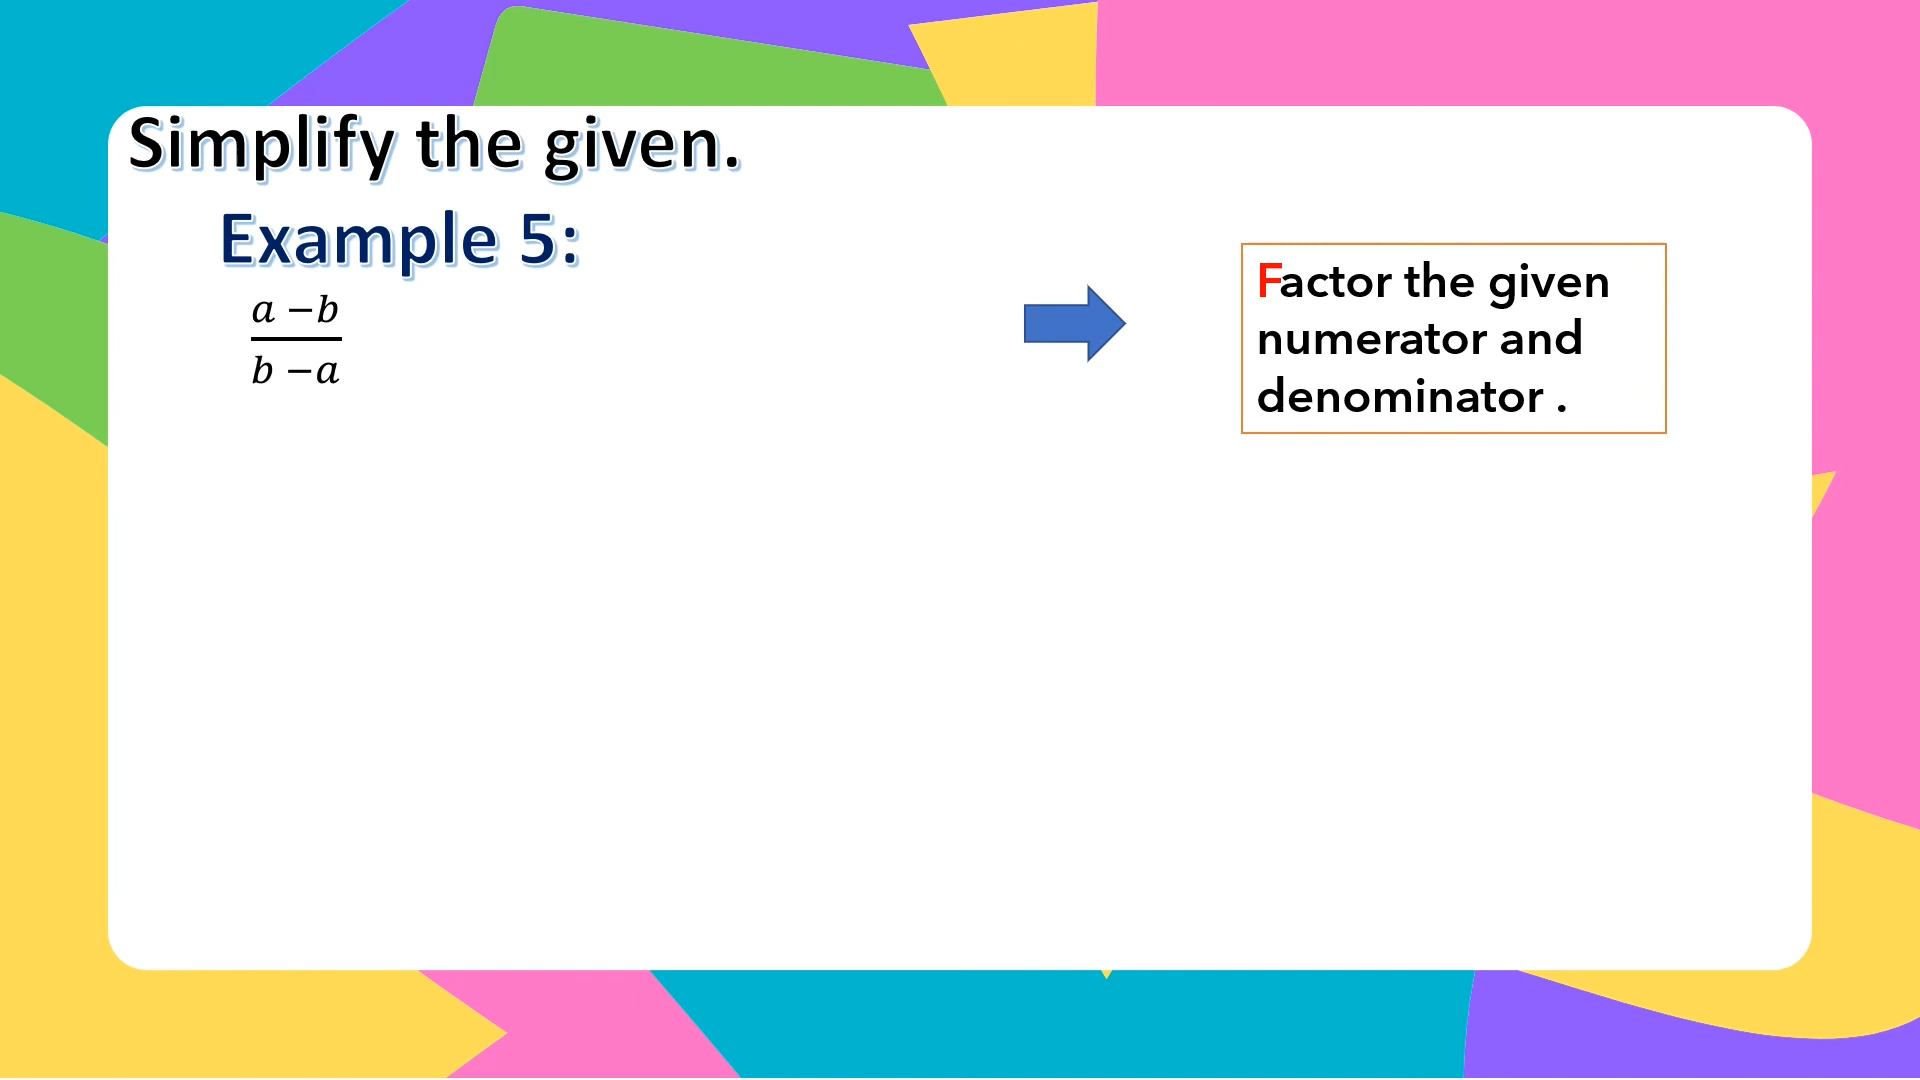 Simplify the given.
Example 5:
a −b
b −a
Factor the given
numerator and
denominator .